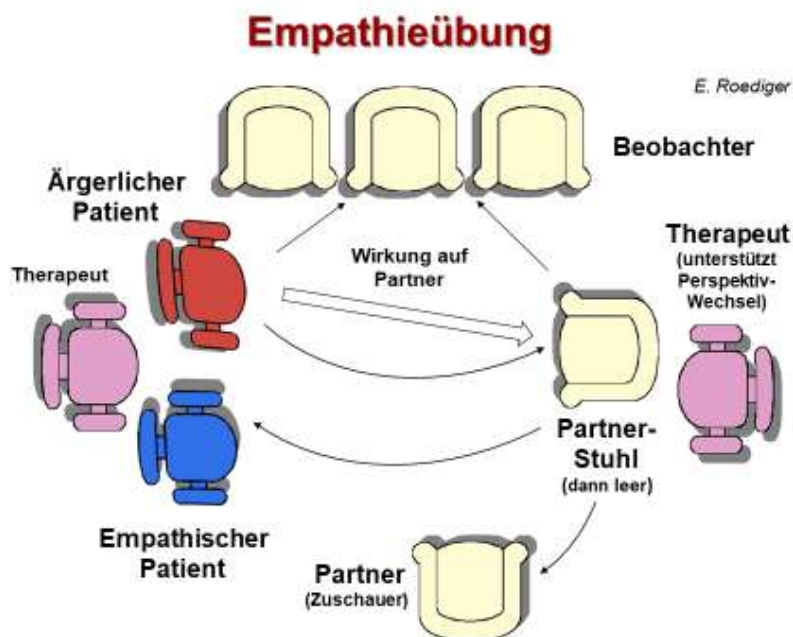 Empathieübung
E. Roediger
Beobachter
Ärgerlicher
Patient
Therapeut
Wirkung auf
Partner
Therapeut
(unterstützt
Perspektiv-
Wechsel)
Partner-
Stuhl
(dann leer)
Empathischer
Patient
Partner
(Zuschauer)